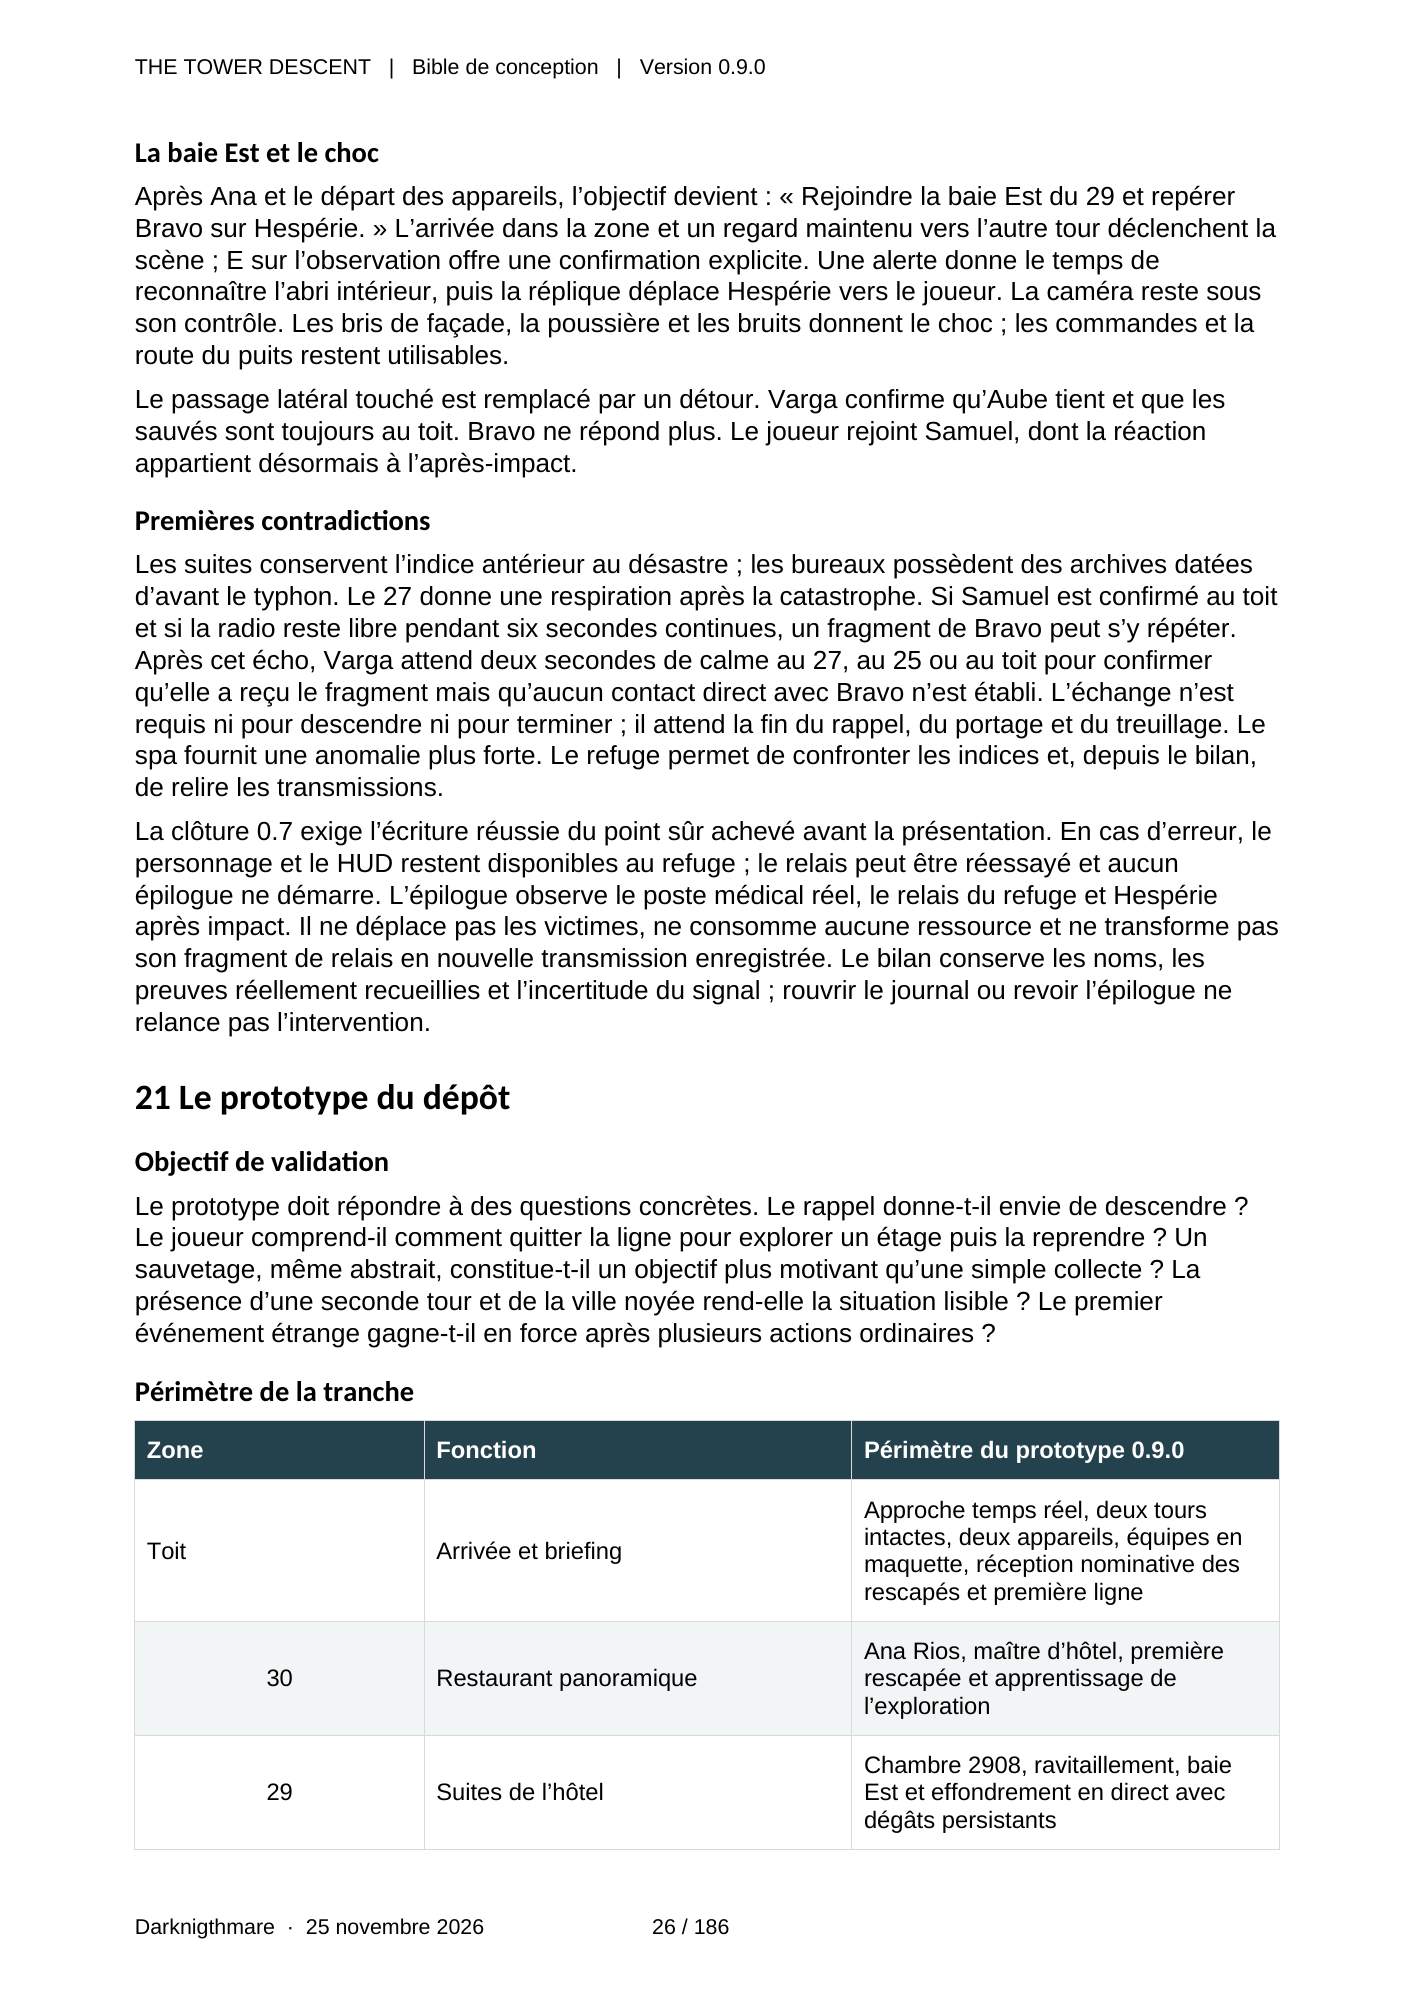 THE TOWER DESCENT | Bible de conception | Version 0.9.0
La baie Est et le choc
Après Ana et le départ des appareils, l’objectif devient : « Rejoindre la baie Est du 29 et repérer
Bravo sur Hespérie. » L’arrivée dans la zone et un regard maintenu vers l’autre tour déclenchent la
scène ; E sur l’observation offre une confirmation explicite. Une alerte donne le temps de
reconnaître l’abri intérieur, puis la réplique déplace Hespérie vers le joueur. La caméra reste sous
son contrôle. Les bris de façade, la poussière et les bruits donnent le choc ; les commandes et la
route du puits restent utilisables.
Le passage latéral touché est remplacé par un détour. Varga confirme qu’Aube tient et que les
sauvés sont toujours au toit. Bravo ne répond plus. Le joueur rejoint Samuel, dont la réaction
appartient désormais à l’après-impact.
Premières contradictions
Les suites conservent l’indice antérieur au désastre ; les bureaux possèdent des archives datées
d’avant le typhon. Le 27 donne une respiration après la catastrophe. Si Samuel est confirmé au toit
et si la radio reste libre pendant six secondes continues, un fragment de Bravo peut s’y répéter.
Après cet écho, Varga attend deux secondes de calme au 27, au 25 ou au toit pour confirmer
qu’elle a reçu le fragment mais qu’aucun contact direct avec Bravo n’est établi. L’échange n’est
requis ni pour descendre ni pour terminer ; il attend la fin du rappel, du portage et du treuillage. Le
spa fournit une anomalie plus forte. Le refuge permet de confronter les indices et, depuis le bilan,
de relire les transmissions.
La clôture 0.7 exige l’écriture réussie du point sûr achevé avant la présentation. En cas d’erreur, le
personnage et le HUD restent disponibles au refuge ; le relais peut être réessayé et aucun
épilogue ne démarre. L’épilogue observe le poste médical réel, le relais du refuge et Hespérie
après impact. Il ne déplace pas les victimes, ne consomme aucune ressource et ne transforme pas
son fragment de relais en nouvelle transmission enregistrée. Le bilan conserve les noms, les
preuves réellement recueillies et l’incertitude du signal ; rouvrir le journal ou revoir l’épilogue ne
relance pas l’intervention.
21 Le prototype du dépôt
Objectif de validation
Le prototype doit répondre à des questions concrètes. Le rappel donne-t-il envie de descendre ?
Le joueur comprend-il comment quitter la ligne pour explorer un étage puis la reprendre ? Un
sauvetage, même abstrait, constitue-t-il un objectif plus motivant qu’une simple collecte ? La
présence d’une seconde tour et de la ville noyée rend-elle la situation lisible ? Le premier
événement étrange gagne-t-il en force après plusieurs actions ordinaires ?
Périmètre de la tranche
Zone Fonction Périmètre du prototype 0.9.0
Toit Arrivée et briefing Approche temps réel, deux tours
intactes, deux appareils, équipes en
maquette, réception nominative des
rescapés et première ligne
30 Restaurant panoramique Ana Rios, maître d’hôtel, première
rescapée et apprentissage de
l’exploration
29 Suites de l’hôtel Chambre 2908, ravitaillement, baie
Est et effondrement en direct avec
dégâts persistants
Darknigthmare · 25 novembre 2026 26 / 186